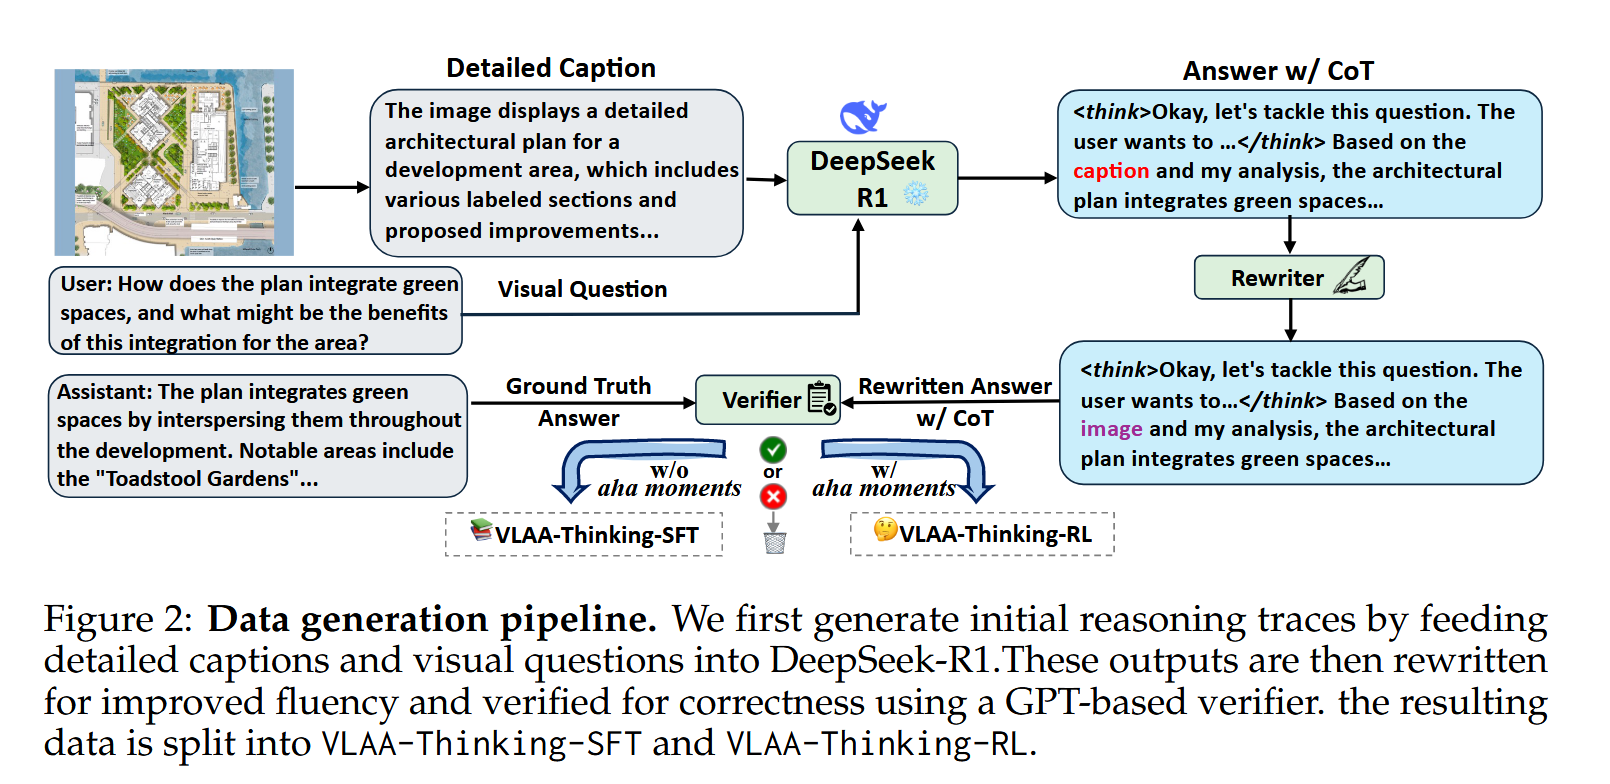 Detailed Caption
The image displays a detailed
architectural plan for a
development area, which includes
various labeled sections and
proposed improvements...
DeepSeek
R1
Answer w/ CoT
<think>Okay, let's tackle this question. The
user wants to ...</think> Based on the
caption and my analysis, the architectural
plan integrates green spaces...
User: How does the plan integrate green
spaces, and what might be the benefits
of this integration for the area?
Visual Question
Rewriter
Assistant: The plan integrates green
spaces by interspersing them throughout
the development. Notable areas include
the "Toadstool Gardens"...
Ground Truth
Answer
Verifier
Rewritten Answer
w/ CoT
<think>Okay, let's tackle this question. The
user wants to...</think> Based on the
image and my analysis, the architectural
plan integrates green spaces...
w/o
aha moments
or
w/
aha moments
VLAA-Thinking-SFT
VLAA-Thinking-RL
Figure 2: Data generation pipeline. We first generate initial reasoning traces by feeding
detailed captions and visual questions into DeepSeek-R1.These outputs are then rewritten
for improved fluency and verified for correctness using a GPT-based verifier. the resulting
data is split into VLAA-Thinking-SFT and VLAA-Thinking-RL.